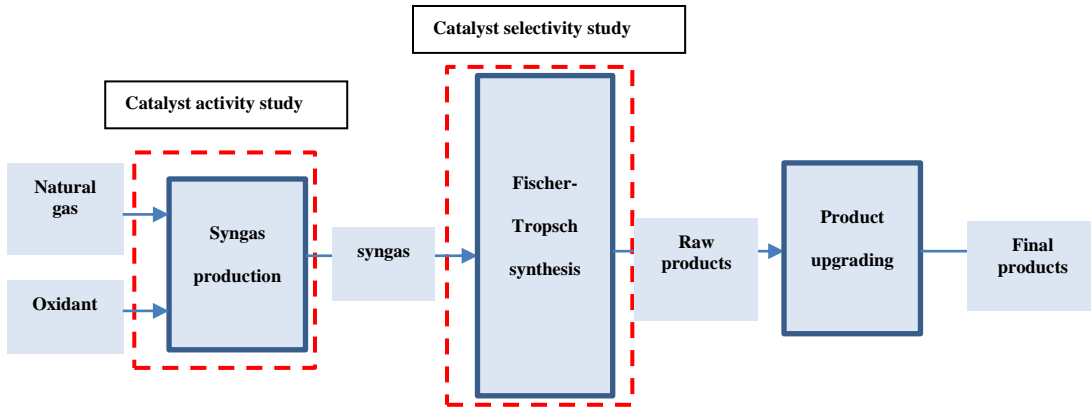 Catalyst selectivity study
Catalyst activity study
Natural
gas
Oxidant
Syngas
production
syngas
Fischer-
Tropsch
synthesis
Raw
products
Product
upgrading
Final
products